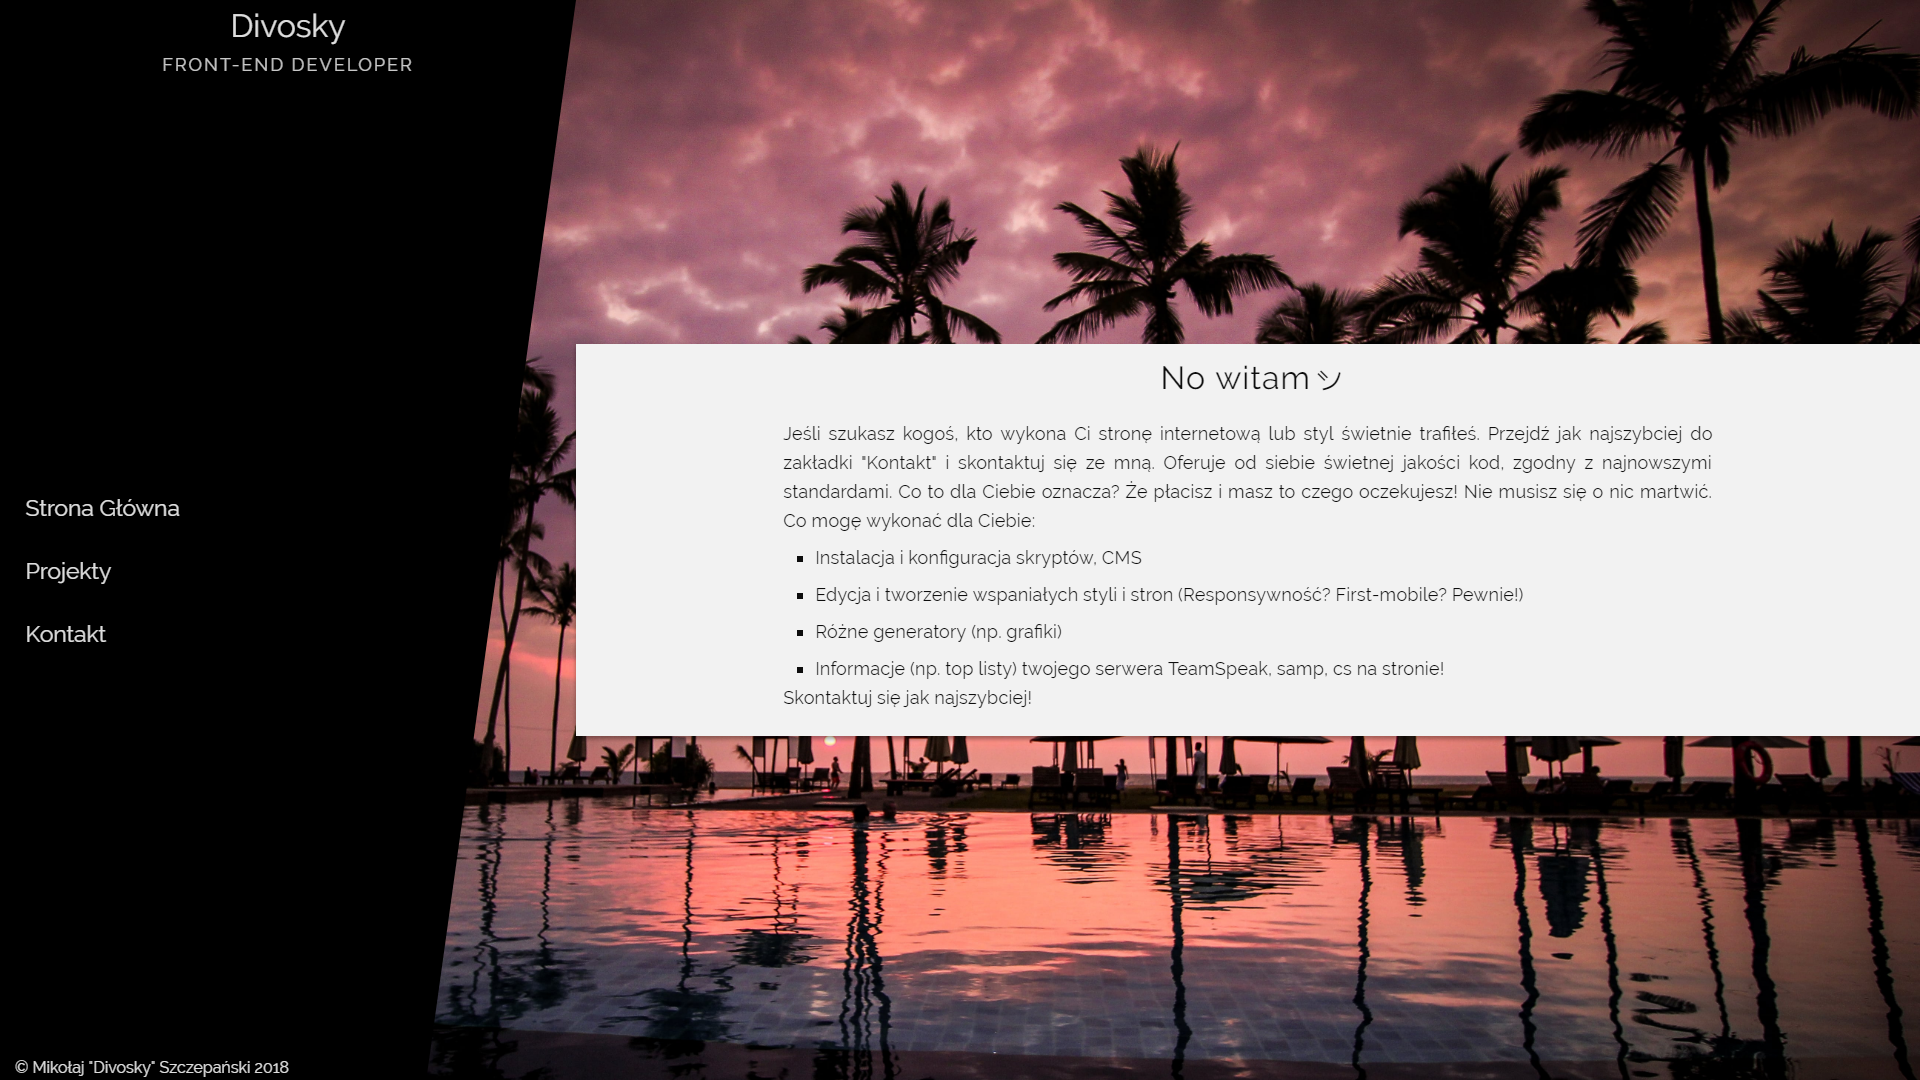 Divosky
FRONT-END DEVELOPER
Strona Główna
Projekty
Kontakt
© Mikołaj "Divosky" Szczepański 2018
No witam ツ
Jeśli szukasz kogoś, kto wykona Ci stronę internetową lub styl świetnie trafiłeś. Przejdź jak najszybciej do
zakładki "Kontakt" i skontaktuj się ze mną. Oferuje od siebie świetnej jakości kod, zgodny z najnowszymi
standardami. Co to dla Ciebie oznacza? Że płacisz i masz to czego oczekujesz! Nie musisz się o nic martwić.
Co mogę wykonać dla Ciebie:
▪ Instalacja i konfiguracja skryptów, CMS
▪ Edycja i tworzenie wspaniałych styli i stron (Responsywność? First-mobile? Pewnie!)
▪ Różne generatory (np. grafiki)
▪ Informacje (np. top listy) twojego serwera TeamSpeak, samp, cs na stronie!
Skontaktuj się jak najszybciej!